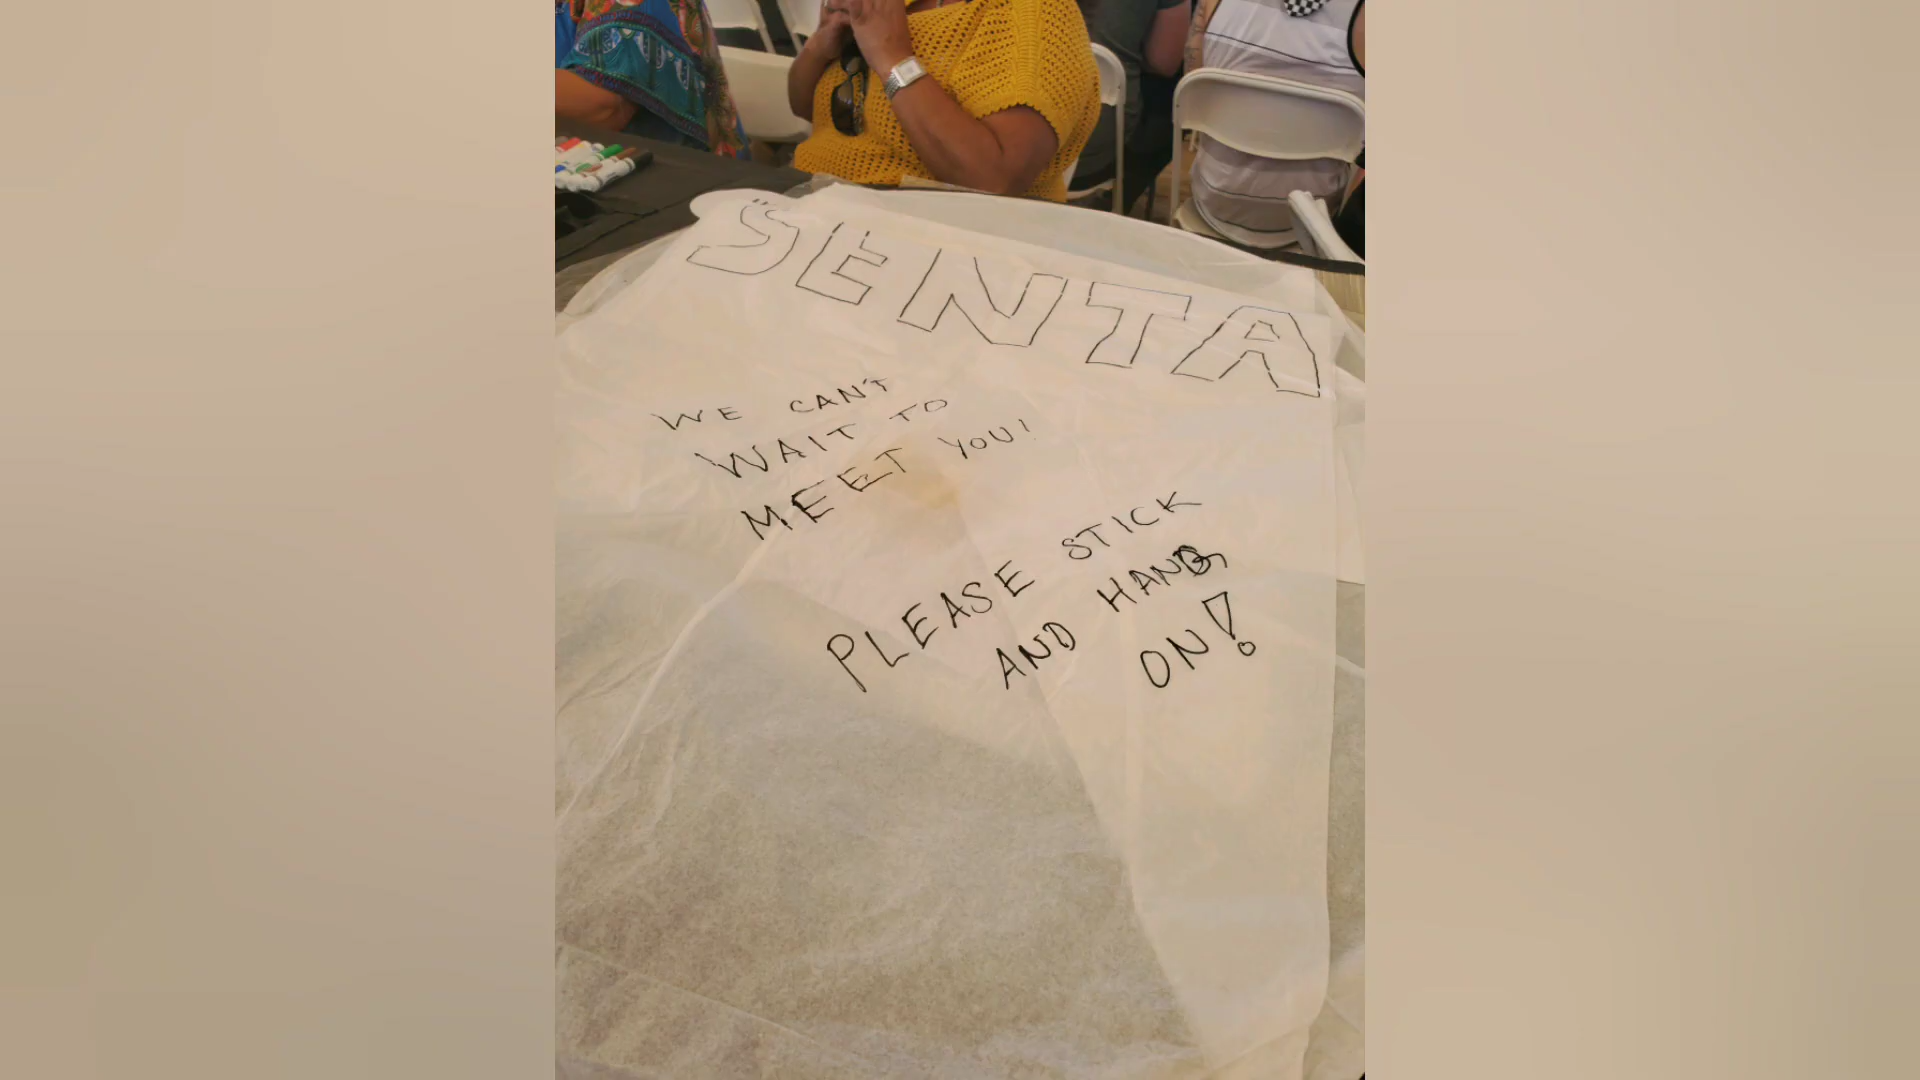 SENTA
WE CAN'T
WAIT TO
MEET YOU!
PLEASE STICK
AND HANG
ON!